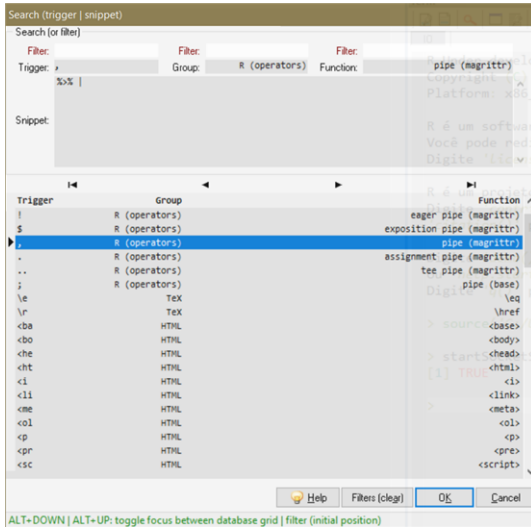 Search (trigger | snippet)
Search (or filter)
Filter: Filter: Filter:
Trigger: , Group: R (operators) Function: pipe (magrittr)
%>% |
Snippet:
Copyright (C)
Platform: x86
R é um softwa
Você pode red
Digite
R é um projet
Trigger Group Function
! R (operators) eager pipe (magrittr)
$ R (operators) exposition pipe (magrittr)
, R (operators) pipe (magrittr)
. R (operators) assignment pipe (magrittr)
.. R (operators) tee pipe (magrittr)
; R (operators) pipe (base)
\e TeX \eq
\r TeX \href
<ba HTML <base>
<bo HTML <body>
<he HTML <head>
<ht HTML <html>
<i HTML <i>
<li HTML <link>
<me HTML <meta>
<ol HTML <ol>
<p HTML <p>
<pr HTML <pre>
<sc HTML <script>
Digite
> source(
[1] TRUE
>
Help Filters (clear) OK Cancel
ALT+DOWN | ALT+UP: toggle focus between database grid | filter (initial position)